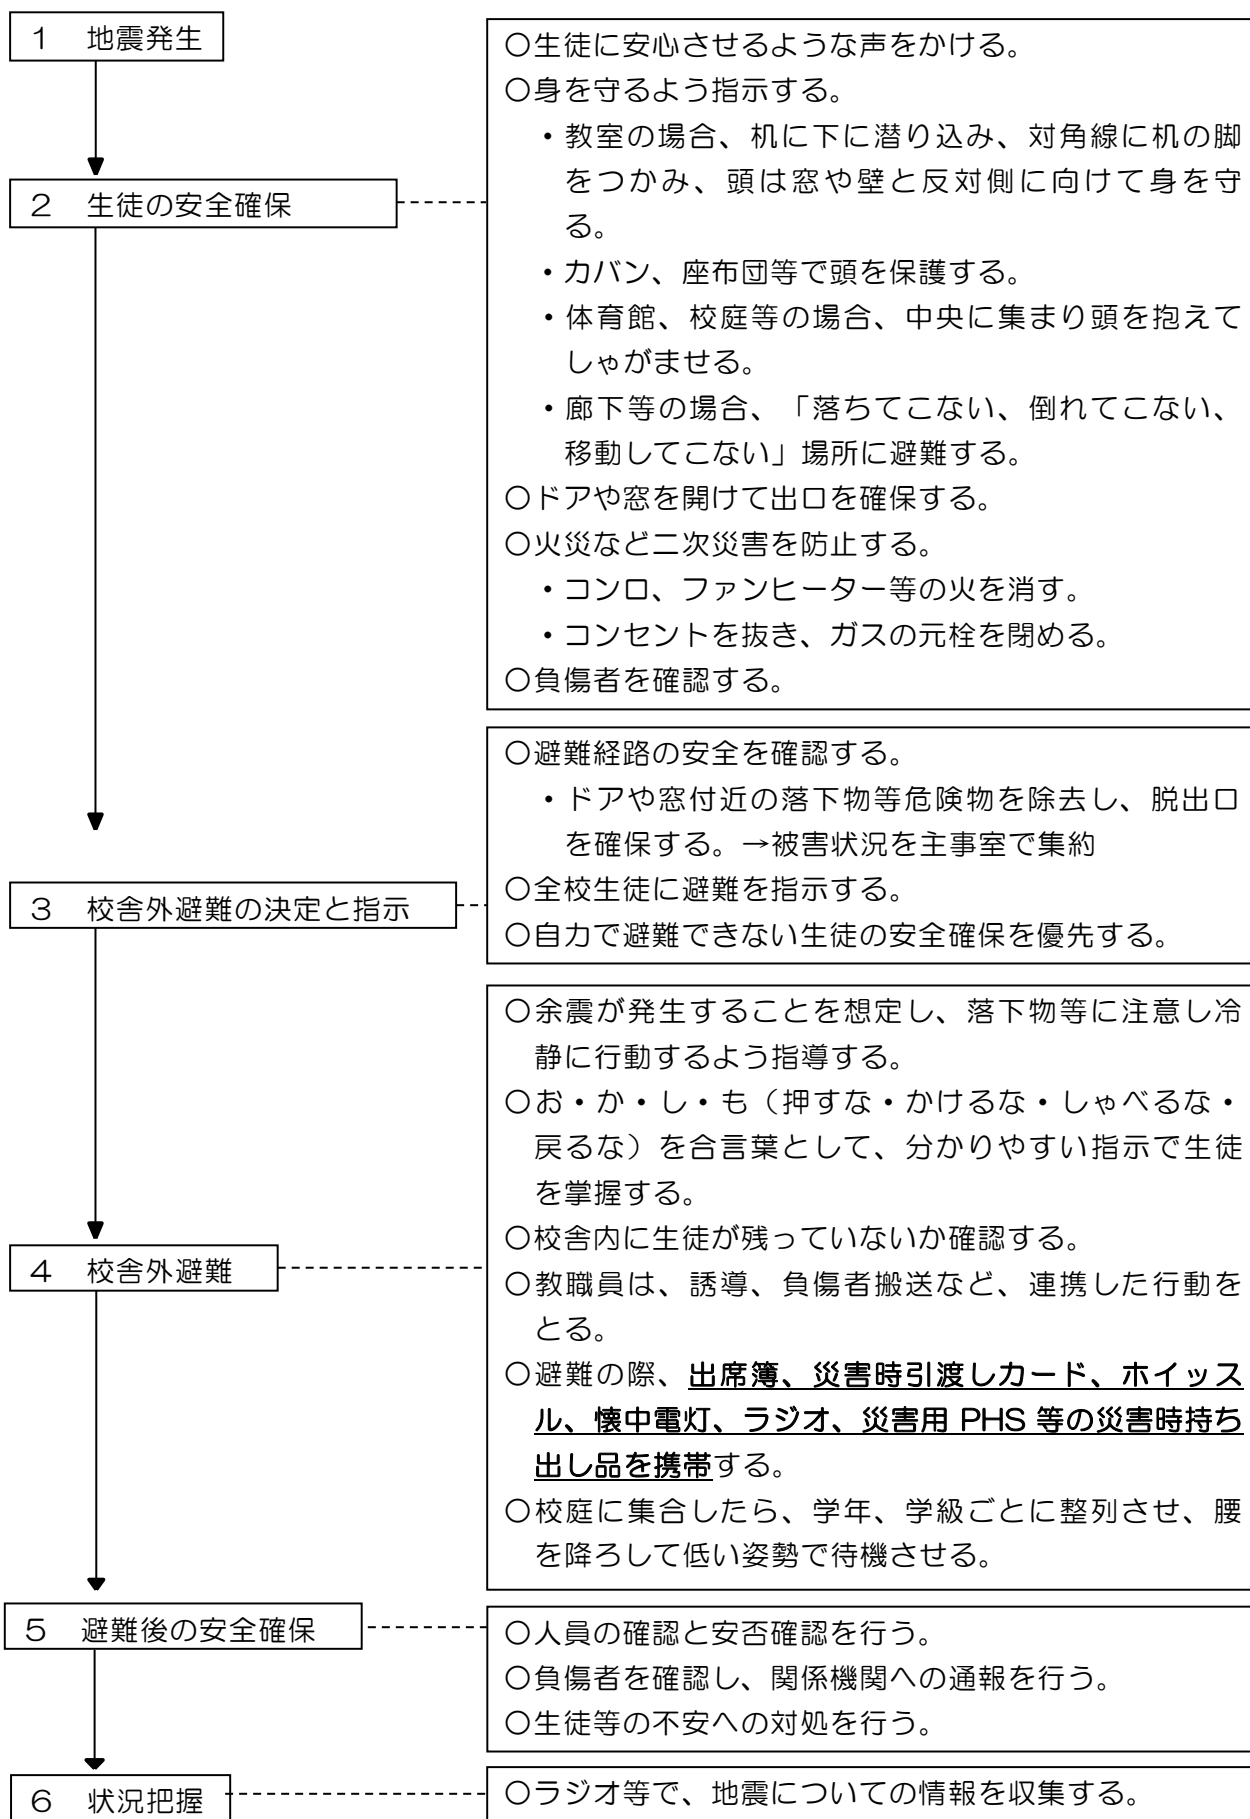 １　地震発生
〇生徒に安心させるような声をかける。
〇身を守るよう指示する。
・教室の場合、机に下に潜り込み、対角線に机の脚
をつかみ、頭は窓や壁と反対側に向けて身を守
る。
２　生徒の安全確保
・カバン、座布団等で頭を保護する。
・体育館、校庭等の場合、中央に集まり頭を抱えて
しゃがませる。
・廊下等の場合、「落ちてこない、倒れてこない、
移動してこない」場所に避難する。
〇ドアや窓を開けて出口を確保する。
〇火災など二次災害を防止する。
・コンロ、ファンヒーター等の火を消す。
・コンセントを抜き、ガスの元栓を閉める。
〇負傷者を確認する。
３　校舎外避難の決定と指示
〇避難経路の安全を確認する。
・ドアや窓付近の落下物等危険物を除去し、脱出口
を確保する。→被害状況を主事室で集約
〇全校生徒に避難を指示する。
〇自力で避難できない生徒の安全確保を優先する。
４　校舎外避難
〇余震が発生することを想定し、落下物等に注意し冷
静に行動するよう指導する。
〇お・か・し・も（押すな・かけるな・しゃべるな・
戻るな）を合言葉として、分かりやすい指示で生徒
を掌握する。
〇校舎内に生徒が残っていないか確認する。
〇教職員は、誘導、負傷者搬送など、連携した行動を
とる。
〇避難の際、出席簿、災害時引渡しカード、ホイッス
ル、懐中電灯、ラジオ、災害用 PHS 等の災害時持ち
出し品を携帯する。
〇校庭に集合したら、学年、学級ごとに整列させ、腰
を降ろして低い姿勢で待機させる。
５　避難後の安全確保
〇人員の確認と安否確認を行う。
〇負傷者を確認し、関係機関への通報を行う。
〇生徒等の不安への対処を行う。
６　状況把握
〇ラジオ等で、地震についての情報を収集する。